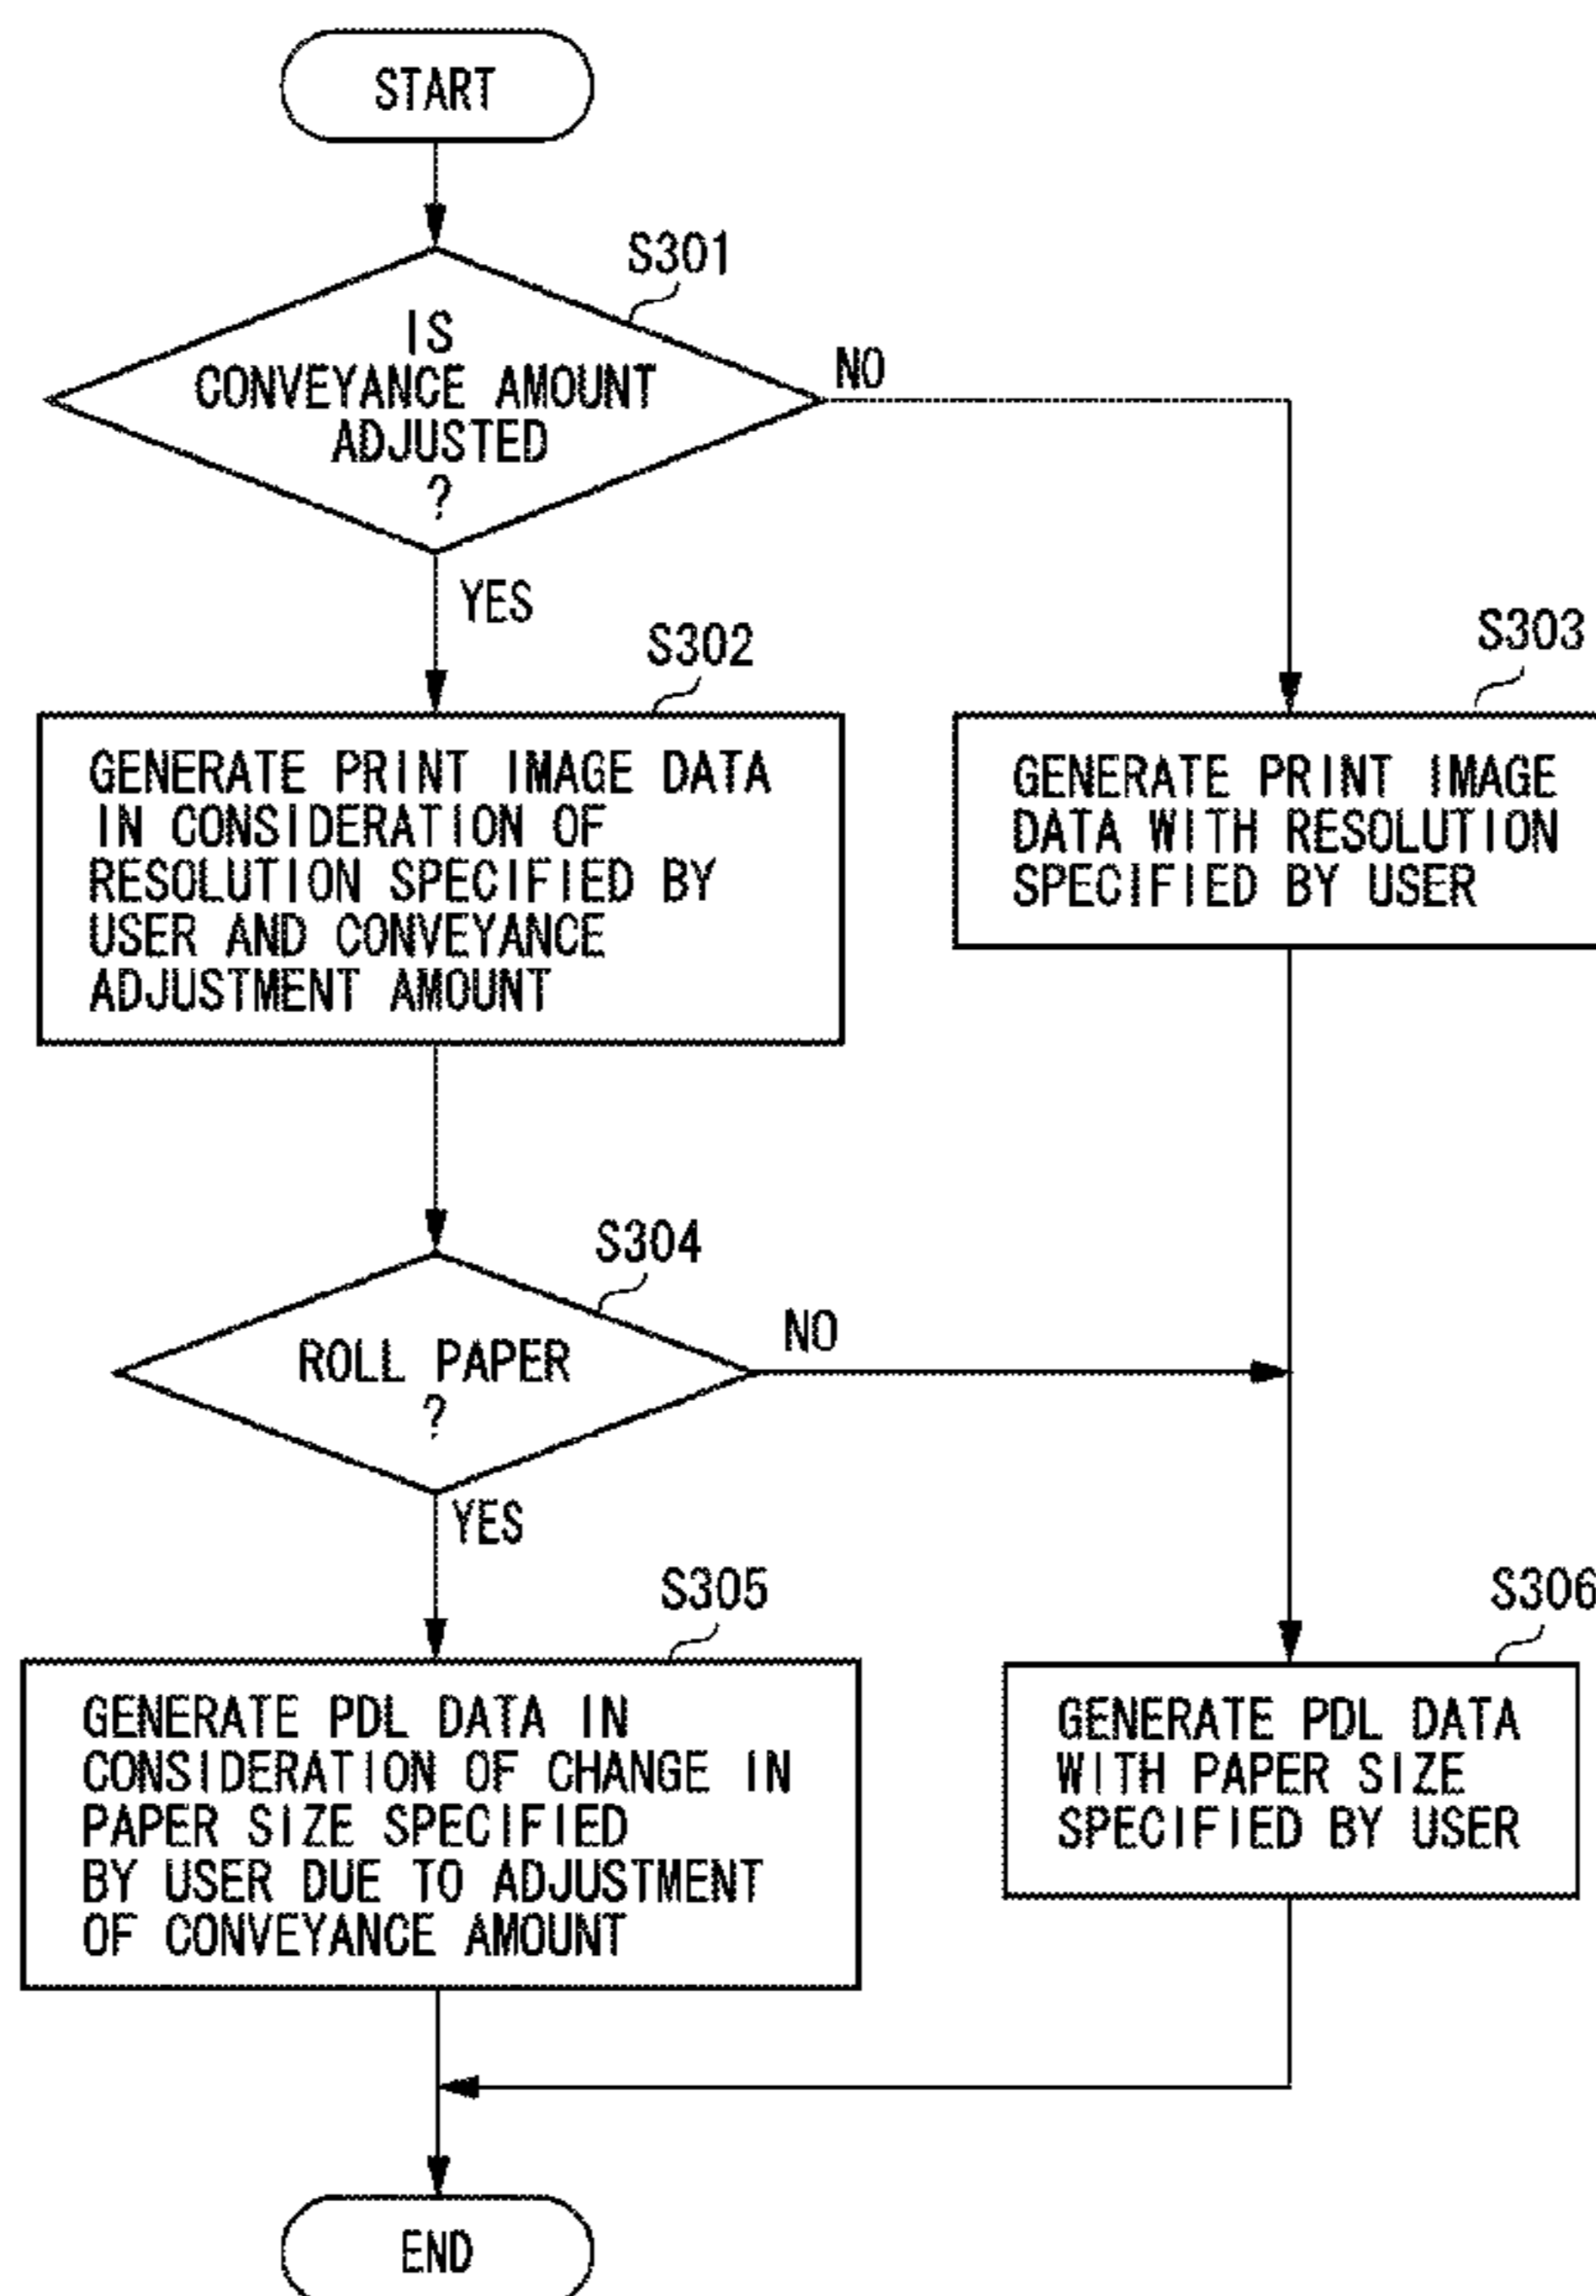 START
S301
IS
CONVEYANCE AMOUNT
ADJUSTED
?
NO
YES
S302
GENERATE PRINT IMAGE DATA
IN CONSIDERATION OF
RESOLUTION SPECIFIED BY
USER AND CONVEYANCE
ADJUSTMENT AMOUNT
S303
GENERATE PRINT IMAGE
DATA WITH RESOLUTION
SPECIFIED BY USER
S304
ROLL PAPER
?
NO
YES
S305
GENERATE PDL DATA IN
CONSIDERATION OF CHANGE IN
PAPER SIZE SPECIFIED
BY USER DUE TO ADJUSTMENT
OF CONVEYANCE AMOUNT
S306
GENERATE PDL DATA
WITH PAPER SIZE
SPECIFIED BY USER
END